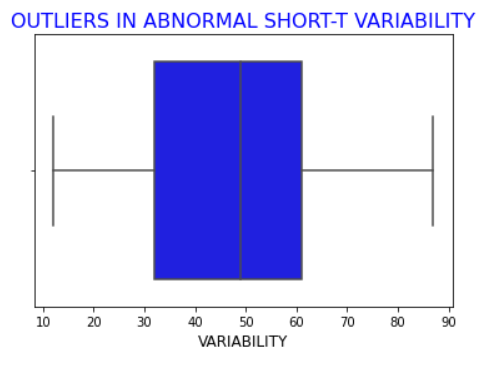 OUTLIERS IN ABNORMAL SHORT-T VARIABILITY
10 20 30 40 50 60 70 80 90
VARIABILITY